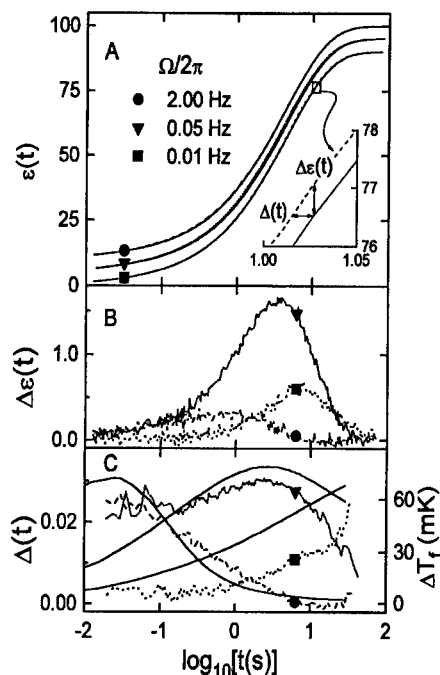 100
75
50
25
0
ε(t)
A
Ω/2π
● 2.00 Hz
▼ 0.05 Hz
■ 0.01 Hz
Δε(t)
Δ(t)
78
77
76
1.00
1.05
B
1.0
0.0
Δε(t)
C
0.02
0.00
Δ(t)
60
30
0
ΔT_f (mK)
-2 -1 0 1 2
log₁₀[t(s)]